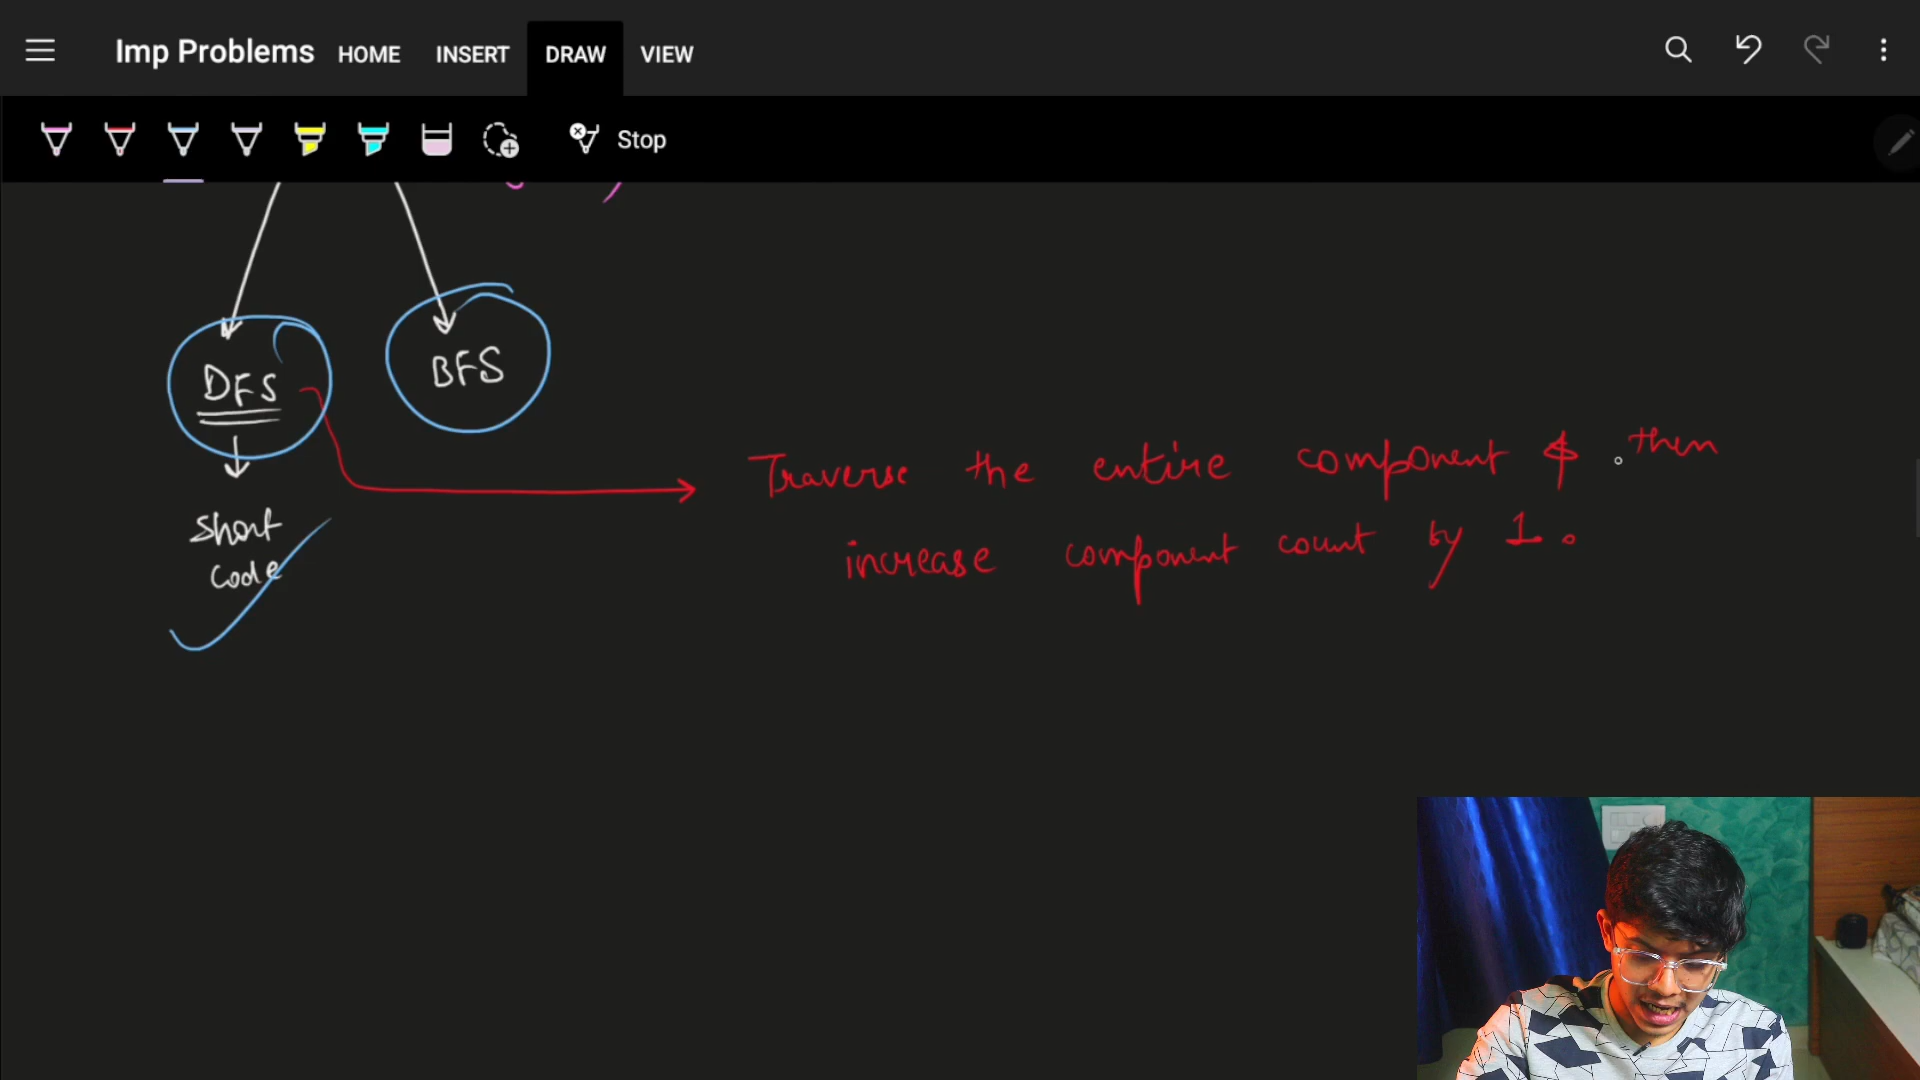 Imp Problems HOME INSERT DRAW VIEW
Stop
DFS BFS
Short
Code
Traverse the entire component & then
increase component count by 1.